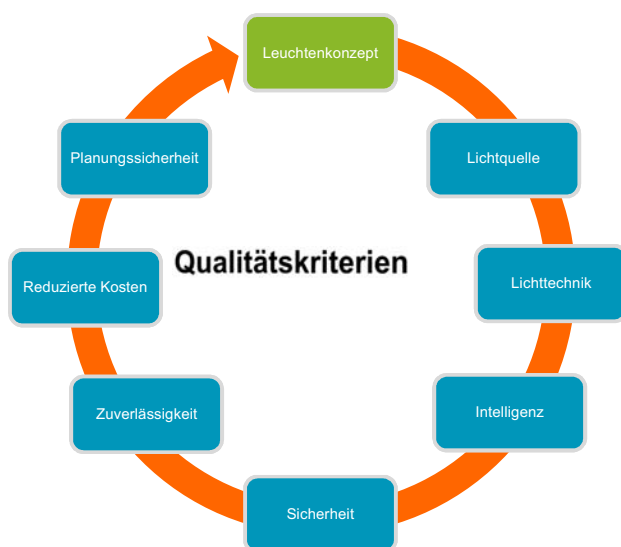 Leuchtenkonzept
Lichtquelle
Lichttechnik
Intelligenz
Sicherheit
Zuverlässigkeit
Reduzierte Kosten
Planungssicherheit
Qualitätskriterien